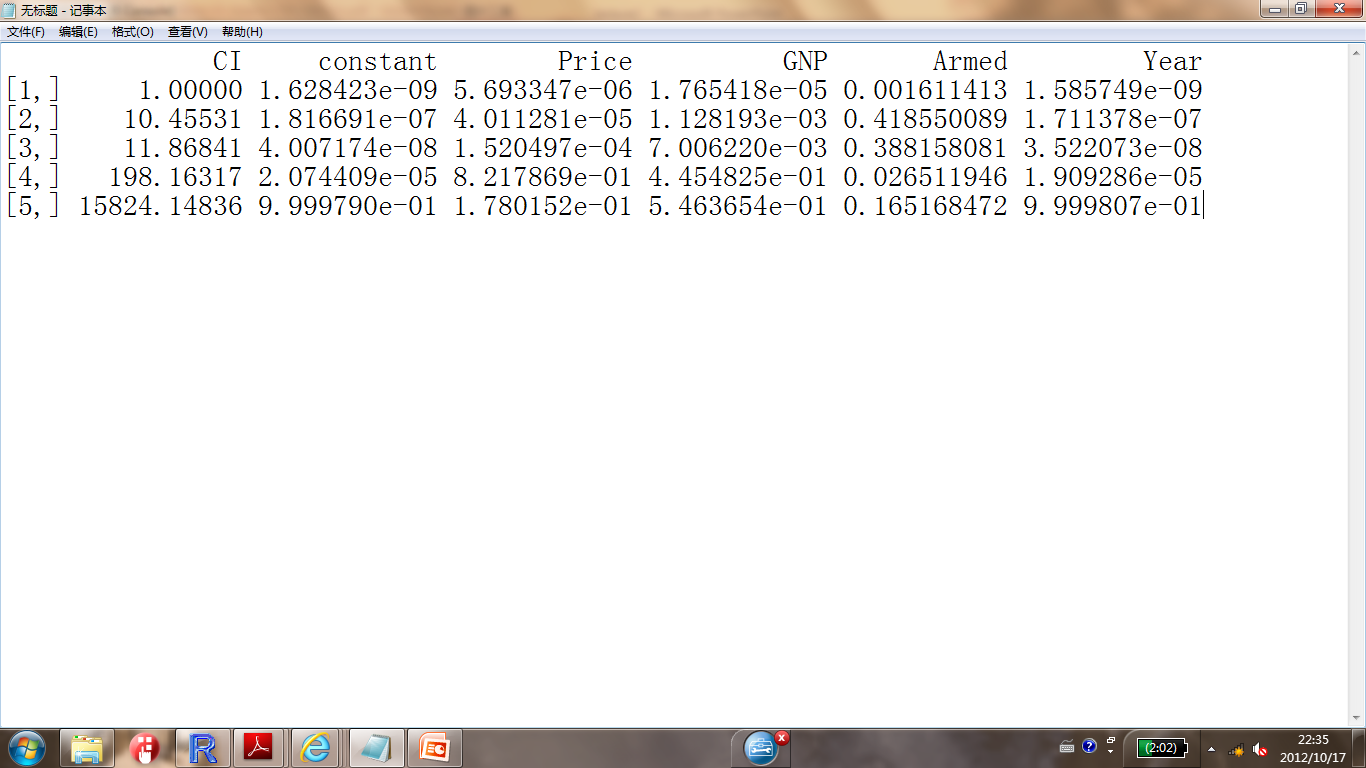 无标题 - 记事本
文件(F) 编辑(E) 格式(O) 查看(V) 帮助(H)
CI constant Price GNP Armed Year
[1,] 1.00000 1.628423e-09 5.693347e-06 1.765418e-05 0.001611413 1.585749e-09
[2,] 10.45531 1.816691e-07 4.011281e-05 1.128193e-03 0.418550089 1.711378e-07
[3,] 11.86841 4.007174e-08 1.520497e-04 7.006220e-03 0.388158081 3.522073e-08
[4,] 198.16317 2.074409e-05 8.217869e-01 4.454825e-01 0.026511946 1.909286e-05
[5,] 15824.14836 9.999790e-01 1.780152e-01 5.463654e-01 0.165168472 9.999807e-01
(2:02)
22:35
2012/10/17